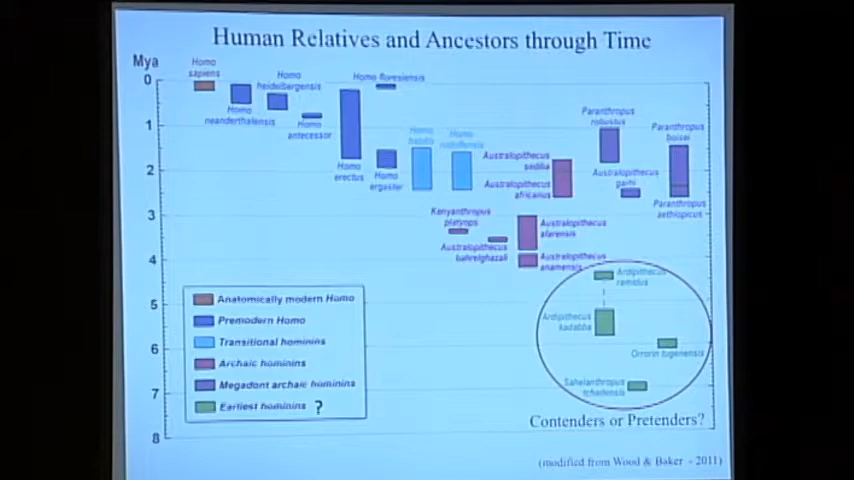 Human Relatives and Ancestors through Time
Mya
0
1
2
3
4
5
6
7
8
Homo
sapiens
Homo
neanderthalensis
Homo
heidelbergensis
Homo
antecessor
Homo floresiensis
Homo
erectus
Homo
ergaster
Homo
habilis
Homo
rudolfensis
Australopithecus
sediba
Australopithecus
africanus
Paranthropus
robustus
Australopithecus
garhi
Paranthropus
boisei
Paranthropus
aethiopicus
Kenyanthropus
platyops
Australopithecus
bahrelghazali
Australopithecus
afarensis
Australopithecus
anamensis
Ardipithecus
ramidus
Ardipithecus
kadabba
Orrorin tugenensis
Sahelanthropus
tchadensis
Contenders or Pretenders?
Anatomically modern Homo
Premodern Homo
Transitional hominins
Archaic hominins
Megadont archaic hominins
Earliest hominins ?
(modified from Wood & Baker - 2011)